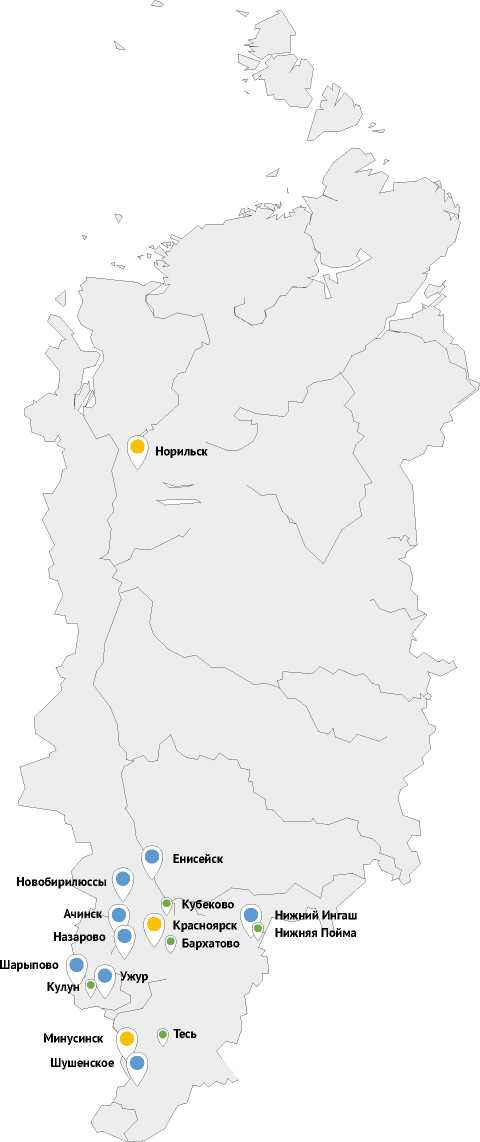 Норильск
Енисейск
Новобирилюссы
Кубеково
Ачинск
Нижний Ингаш
Красноярск
Нижняя Пойма
Назарово
Бархатово
Шарыпово
Ужур
Кулун
Тесь
Минусинск
Шушенское